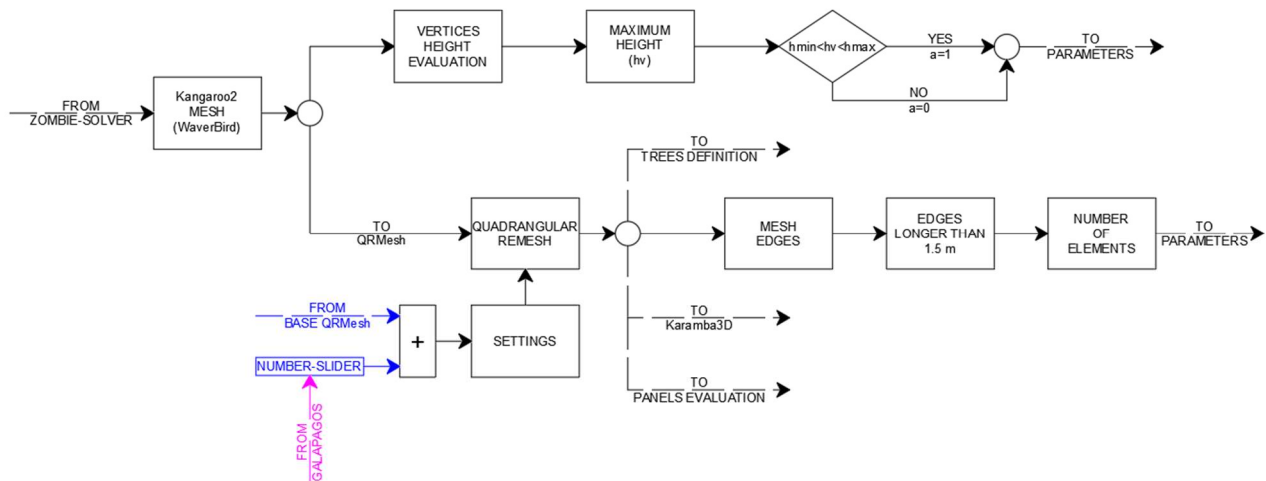 VERTICES
HEIGHT
EVALUATION
MAXIMUM
HEIGHT
(hv)
hmin<hv<hmax
YES
a=1
TO
PARAMETERS
NO
a=0
FROM
ZOMBIE-SOLVER
Kangaroo2
MESH
(WaverBird)
TO
TREES DEFINITION
TO
QRMesh
QUADRANGULAR
REMESH
MESH
EDGES
EDGES
LONGER THAN
1.5 m
NUMBER
OF
ELEMENTS
TO
PARAMETERS
FROM
BASE QRMesh
NUMBER-SLIDER
+
SETTINGS
TO
Karamba3D
TO
PANELS EVALUATION
FROM
GALAPAGOS